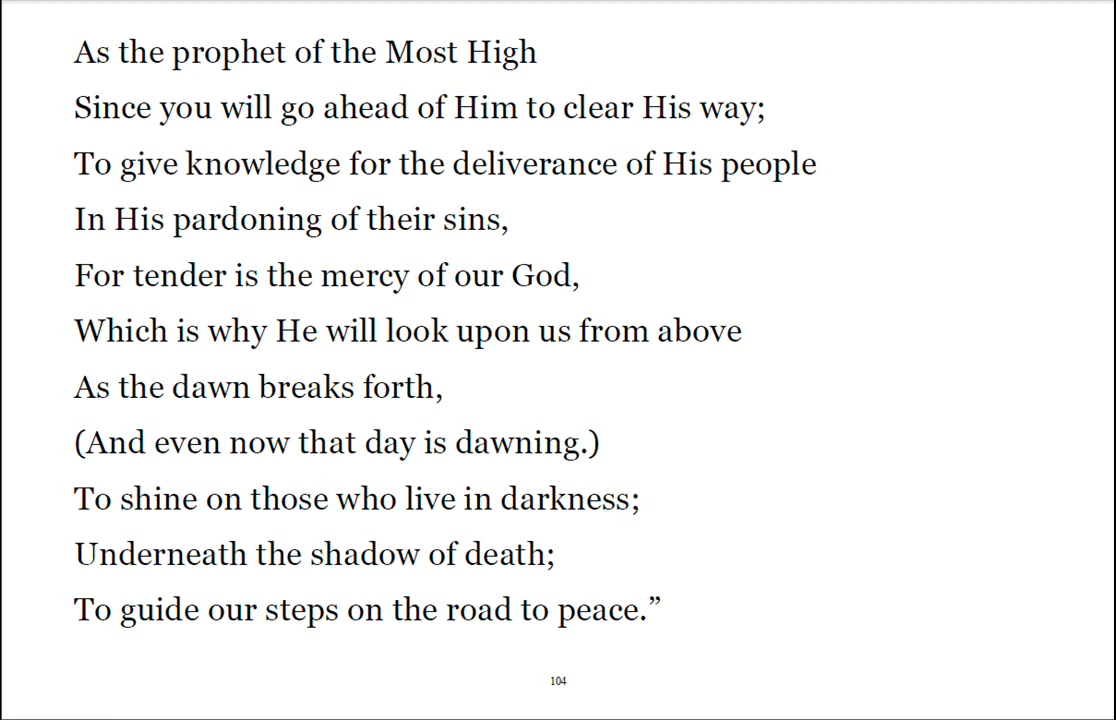 As the prophet of the Most High
Since you will go ahead of Him to clear His way;
To give knowledge for the deliverance of His people
In His pardoning of their sins,
For tender is the mercy of our God,
Which is why He will look upon us from above
As the dawn breaks forth,
(And even now that day is dawning.)
To shine on those who live in darkness;
Underneath the shadow of death;
To guide our steps on the road to peace.”
104